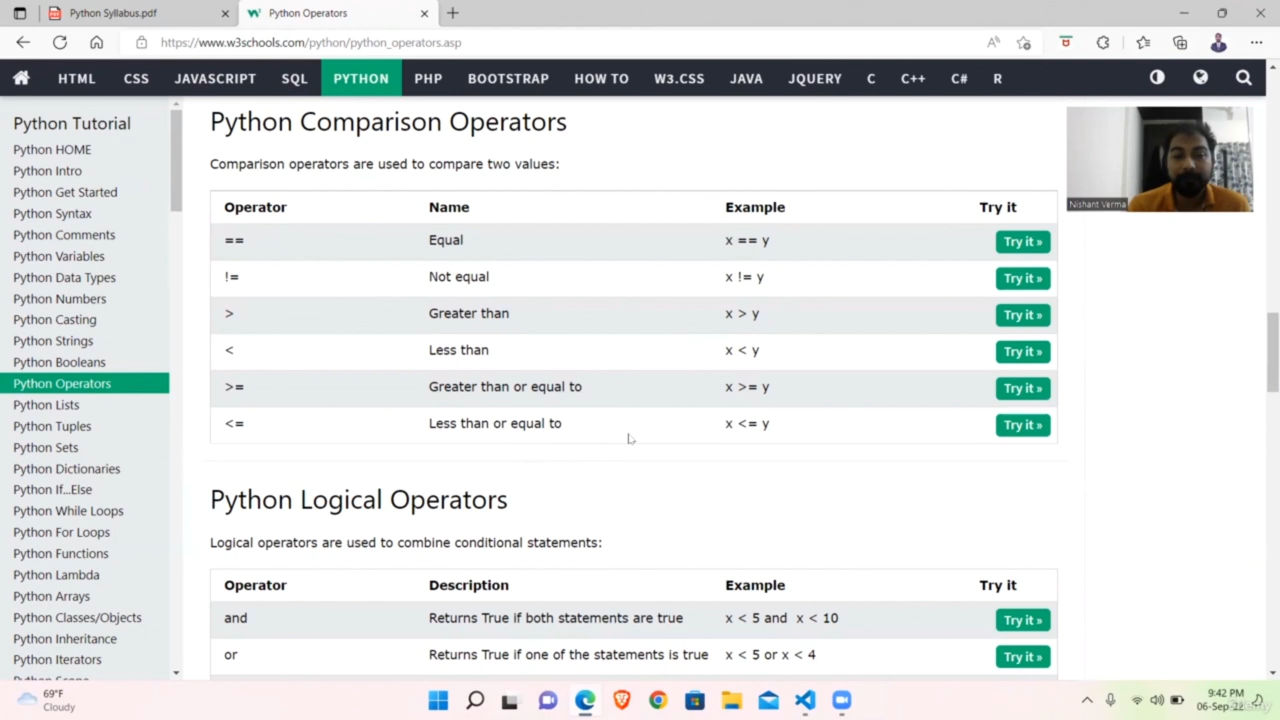 Python Syllabus.pdf
Python Operators
https://www.w3schools.com/python/python_operators.asp
HTML CSS JAVASCRIPT SQL PYTHON PHP BOOTSTRAP HOW TO W3.CSS JAVA JQUERY C C++ C# R
Python Tutorial
Python HOME
Python Intro
Python Get Started
Python Syntax
Python Comments
Python Variables
Python Data Types
Python Numbers
Python Casting
Python Strings
Python Booleans
Python Operators
Python Lists
Python Tuples
Python Sets
Python Dictionaries
Python If...Else
Python While Loops
Python For Loops
Python Functions
Python Lambda
Python Arrays
Python Classes/Objects
Python Inheritance
Python Iterators
Python Comparison Operators
Comparison operators are used to compare two values:
Operator Name Example Try it
== Equal x == y Try it »
!= Not equal x != y Try it »
> Greater than x > y Try it »
< Less than x < y Try it »
>= Greater than or equal to x >= y Try it »
<= Less than or equal to x <= y Try it »
Python Logical Operators
Logical operators are used to combine conditional statements:
Operator Description Example Try it
and Returns True if both statements are true x < 5 and x < 10 Try it »
or Returns True if one of the statements is true x < 5 or x < 4 Try it »
Nishant Verma
69°F
Cloudy
9:42 PM
06-Sep-22